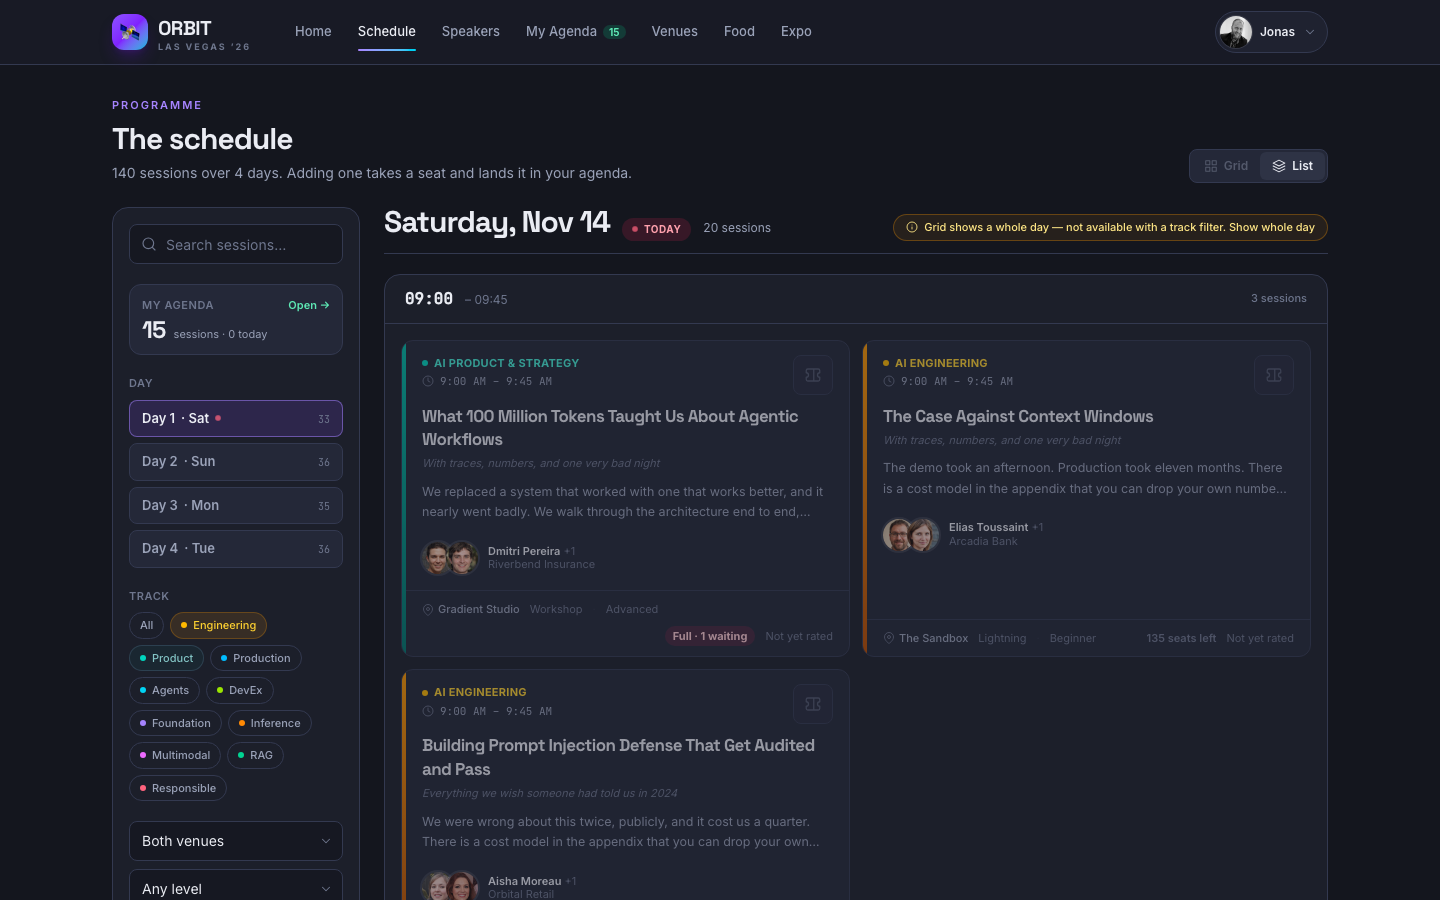 ORBIT
LAS VEGAS '26
Home
Schedule
Speakers
My Agenda 15
Venues
Food
Expo
Jonas
PROGRAMME
The schedule
140 sessions over 4 days. Adding one takes a seat and lands it in your agenda.
Grid
List
Search sessions...
MY AGENDA
Open →
15 sessions · 0 today
DAY
Day 1 · Sat 33
Day 2 · Sun 36
Day 3 · Mon 35
Day 4 · Tue 36
TRACK
All
Engineering
Product
Production
Agents
DevEx
Foundation
Inference
Multimodal
RAG
Responsible
Both venues
Any level
Saturday, Nov 14
TODAY
20 sessions
Grid shows a whole day — not available with a track filter. Show whole day
09:00 – 09:45
3 sessions
AI PRODUCT & STRATEGY
9:00 AM – 9:45 AM
What 100 Million Tokens Taught Us About Agentic
Workflows
With traces, numbers, and one very bad night
We replaced a system that worked with one that works better, and it
nearly went badly. We walk through the architecture end to end,...
Dmitri Pereira +1
Riverbend Insurance
Gradient Studio Workshop Advanced
Full · 1 waiting Not yet rated
AI ENGINEERING
9:00 AM – 9:45 AM
The Case Against Context Windows
With traces, numbers, and one very bad night
The demo took an afternoon. Production took eleven months. There
is a cost model in the appendix that you can drop your own numbe...
Elias Toussaint +1
Arcadia Bank
The Sandbox Lightning Beginner 135 seats left Not yet rated
AI ENGINEERING
9:00 AM – 9:45 AM
Building Prompt Injection Defense That Get Audited
and Pass
Everything we wish someone had told us in 2024
We were wrong about this twice, publicly, and it cost us a quarter.
There is a cost model in the appendix that you can drop your own...
Aisha Moreau +1
Orbital Retail